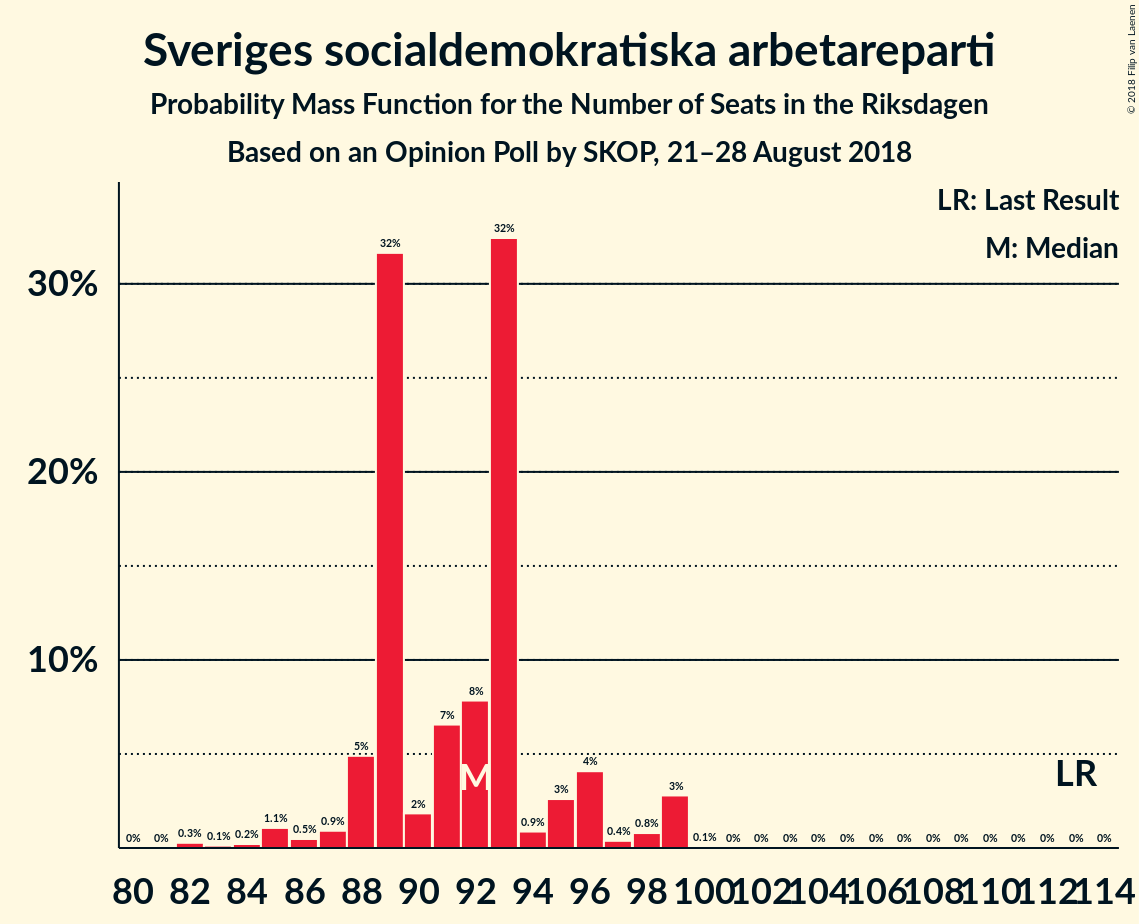 Sveriges socialdemokratiska arbetareparti
Probability Mass Function for the Number of Seats in the Riksdagen
Based on an Opinion Poll by SKOP, 21–28 August 2018
© 2018 Filip van Laenen
LR: Last Result
M: Median
30%
20%
10%
0% 0% 0.3% 0.1% 0.2% 1.1% 0.5% 0.9% 5% 32% 2% 7% 8% 32% 0.9% 3% 4% 0.4% 0.8% 3% 0.1% 0% 0% 0% 0% 0% 0% 0% 0% 0% 0% 0% 0% 0% 0%
M
LR
80 82 84 86 88 90 92 94 96 98 100 102 104 106 108 110 112 114